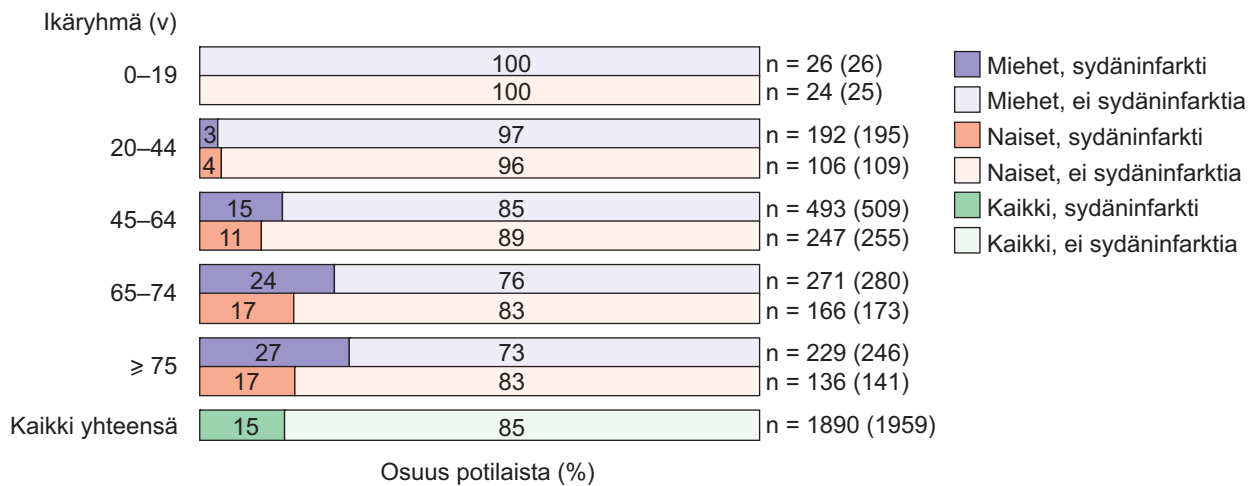 Ikäryhmä (v)
0–19
100
n = 26 (26)
100
n = 24 (25)
20–44
3
97
n = 192 (195)
4
96
n = 106 (109)
45–64
15
85
n = 493 (509)
11
89
n = 247 (255)
65–74
24
76
n = 271 (280)
17
83
n = 166 (173)
⩾ 75
27
73
n = 229 (246)
17
83
n = 136 (141)
Kaikki yhteensä
15
85
n = 1890 (1959)
Osuus potilaista (%)
Miehet, sydäninfarkti
Miehet, ei sydäninfarktia
Naiset, sydäninfarkti
Naiset, ei sydäninfarktia
Kaikki, sydäninfarkti
Kaikki, ei sydäninfarktia